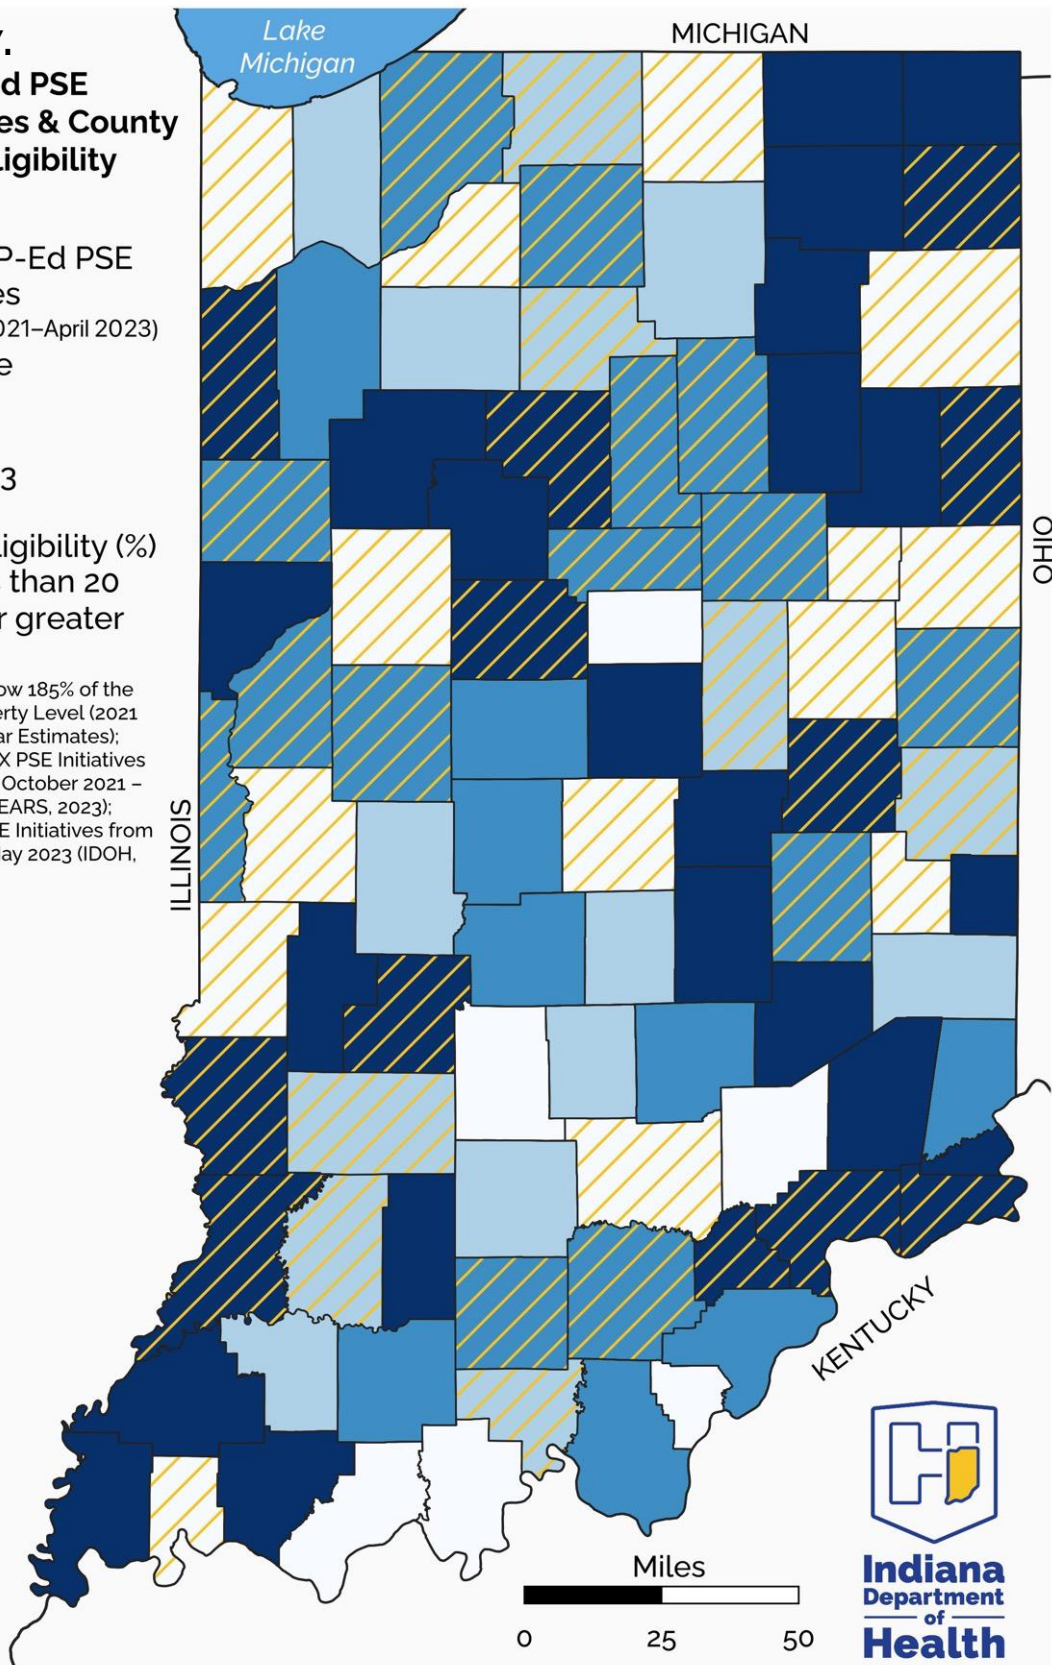 Y.
d PSE
es & County
ligibility
P-Ed PSE
es
021–April 2023)
e
3
ligibility (%)
s than 20
r greater
ow 185% of the
erty Level (2021
ar Estimates);
X PSE Initiatives
October 2021 –
EARS, 2023);
E Initiatives from
ay 2023 (IDOH,
Lake
Michigan
MICHIGAN
OHIO
ILLINOIS
KENTUCKY
Miles
0 25 50
Indiana
Department
of
Health